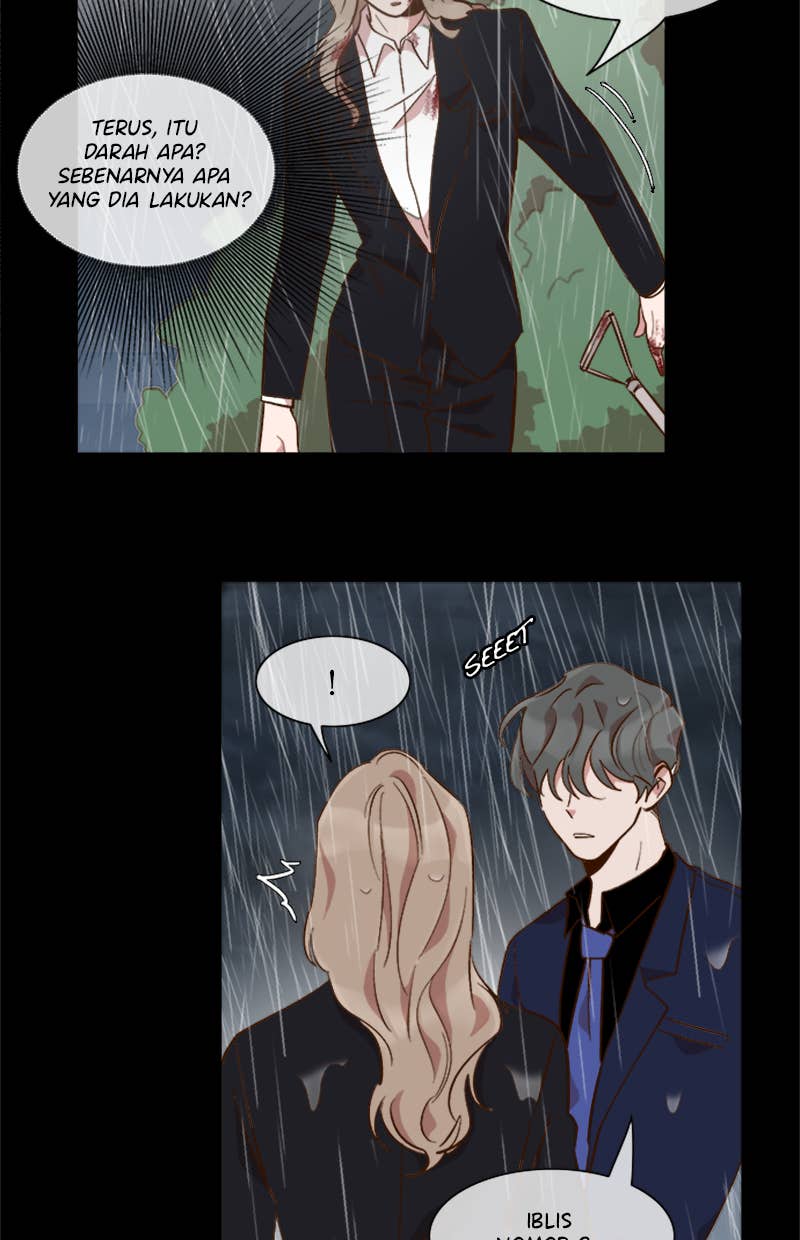 TERUS, ITU
DARAH APA?
SEBENARNYA APA
YANG DIA LAKUKAN?
SEEET
!
IBLIS